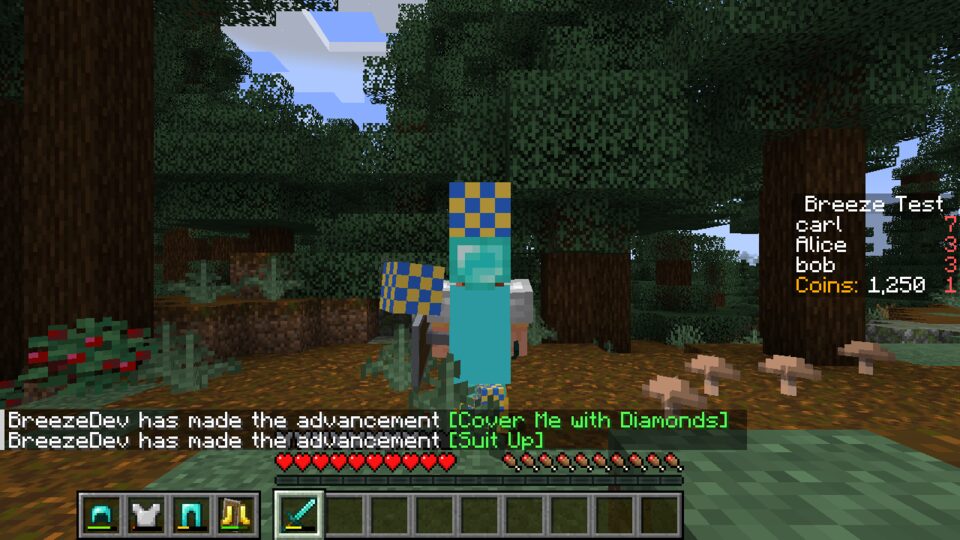 Breeze Test
carl 7
Alice 3
bob 3
Coins: 1,250 1
BreezeDev has made the advancement [Cover Me with Diamonds]
BreezeDev has made the advancement [Suit Up]